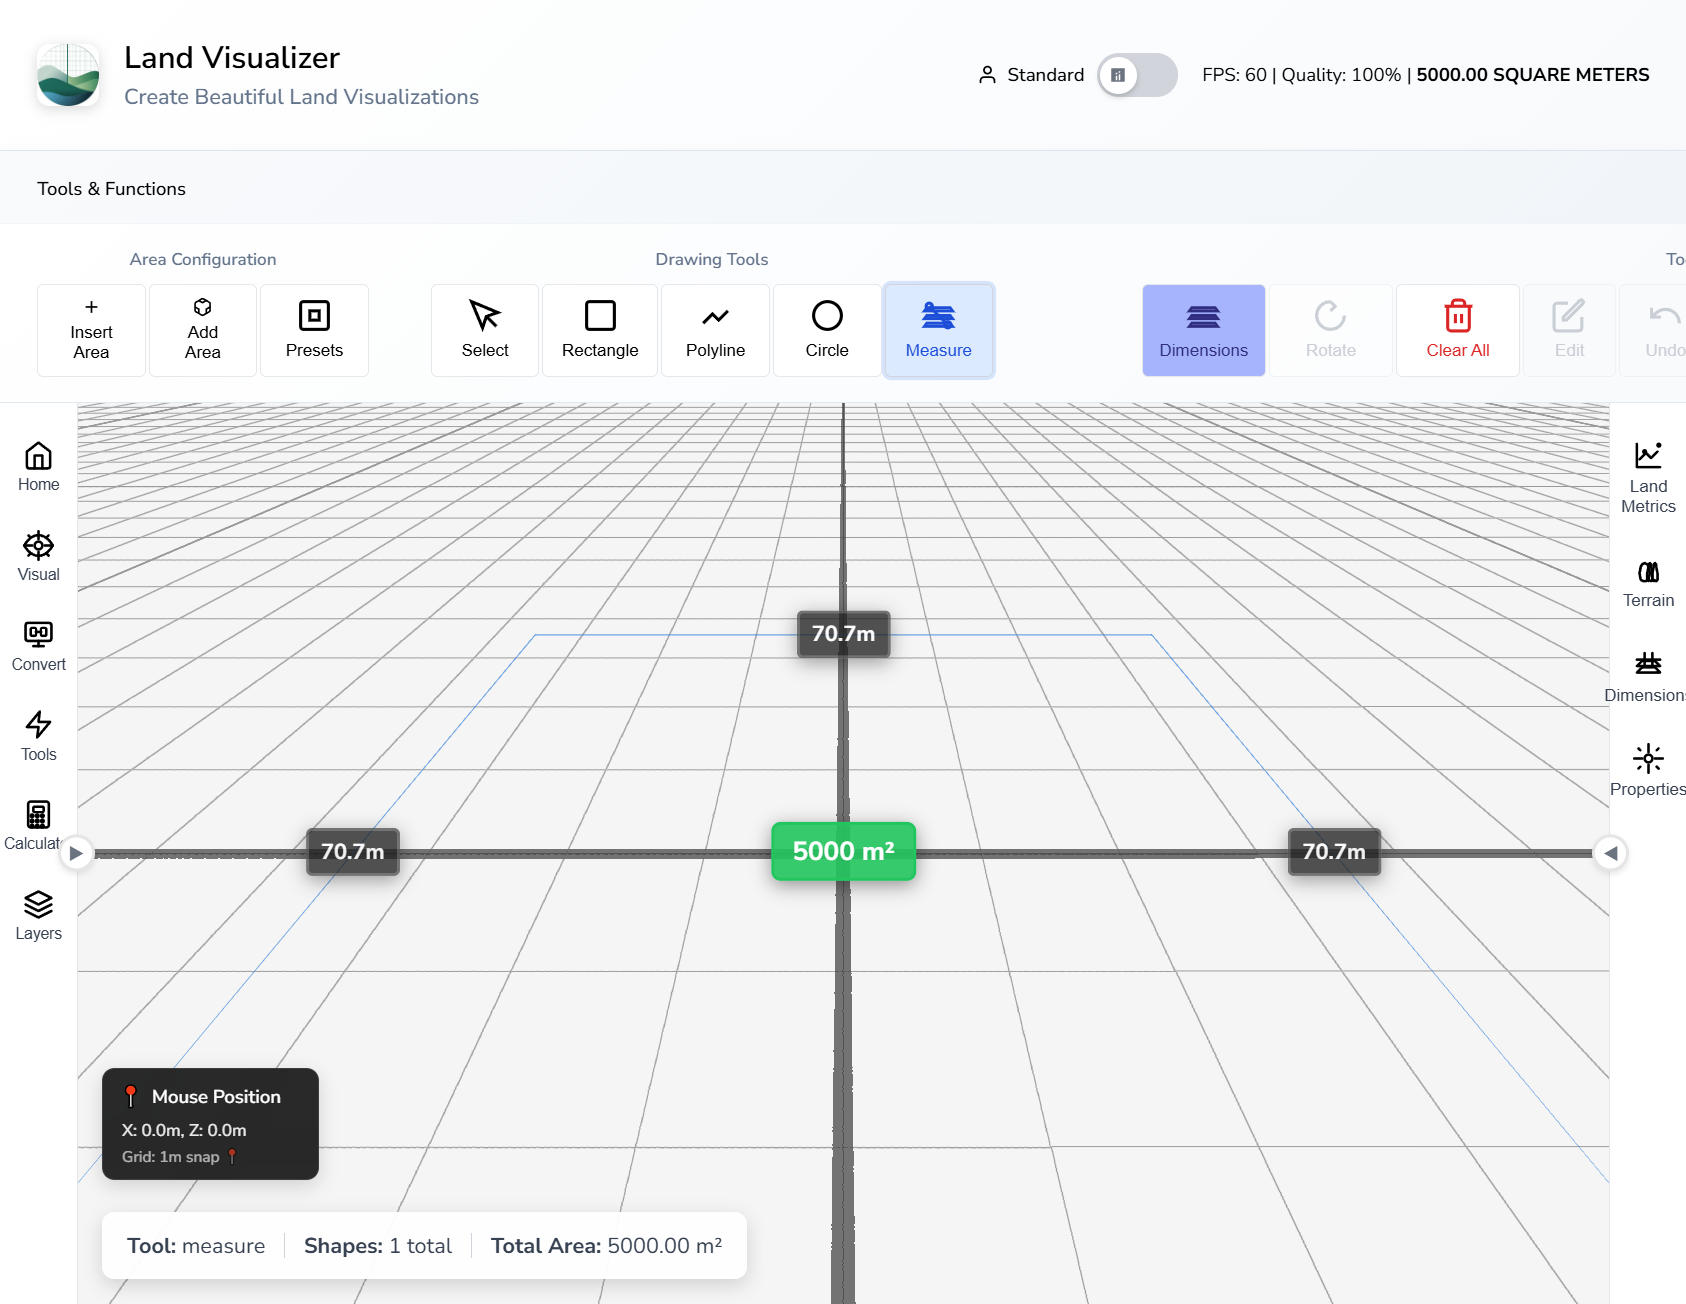 Land Visualizer
Create Beautiful Land Visualizations
Standard
FPS: 60 | Quality: 100% | 5000.00 SQUARE METERS
Tools & Functions
Area Configuration
Drawing Tools
Insert
Area
Add
Area
Presets
Select
Rectangle
Polyline
Circle
Measure
Dimensions
Rotate
Clear All
Edit
Undo
Home
Visual
Convert
Tools
Calculat
Layers
Land
Metrics
Terrain
Dimensions
Properties
70.7m
70.7m
5000 m²
70.7m
Mouse Position
X: 0.0m, Z: 0.0m
Grid: 1m snap
Tool: measure
Shapes: 1 total
Total Area: 5000.00 m²